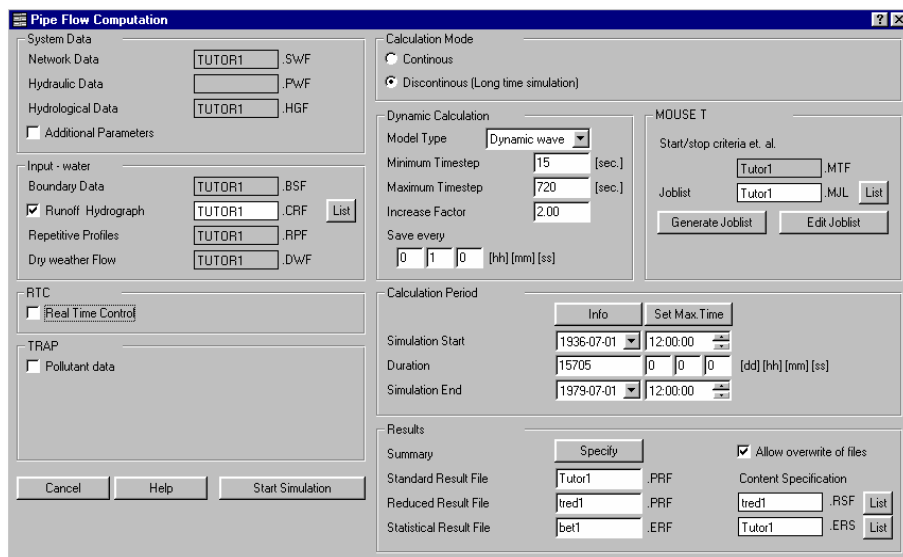 Pipe Flow Computation
System Data
Network Data TUTOR1 .SWF
Hydraulic Data .PWF
Hydrological Data TUTOR1 .HGF
Additional Parameters
Input - water
Boundary Data TUTOR1 .BSF
Runoff Hydrograph TUTOR1 .CRF List
Repetitive Profiles TUTOR1 .RPF
Dry weather Flow TUTOR1 .DWF
RTC
Real Time Control
TRAP
Pollutant data
Cancel Help Start Simulation
Calculation Mode
Continous
Discontinous (Long time simulation)
Dynamic Calculation
Model Type Dynamic wave
Minimum Timestep 15 [sec.]
Maximum Timestep 720 [sec.]
Increase Factor 2.00
Save every
0 1 0 [hh] [mm] [ss]
MOUSE T
Start/stop criteria et. al.
Tutor1 .MTF
Joblist Tutor1 .MJL List
Generate Joblist Edit Joblist
Calculation Period
Info Set Max.Time
Simulation Start 1936-07-01 12:00:00
Duration 15705 0 0 0 [dd] [hh] [mm] [ss]
Simulation End 1979-07-01 12:00:00
Results
Summary Specify Allow overwrite of files
Standard Result File Tutor1 .PRF Content Specification
Reduced Result File tred1 .PRF tred1 .RSF List
Statistical Result File bet1 .ERF Tutor1 .ERS List